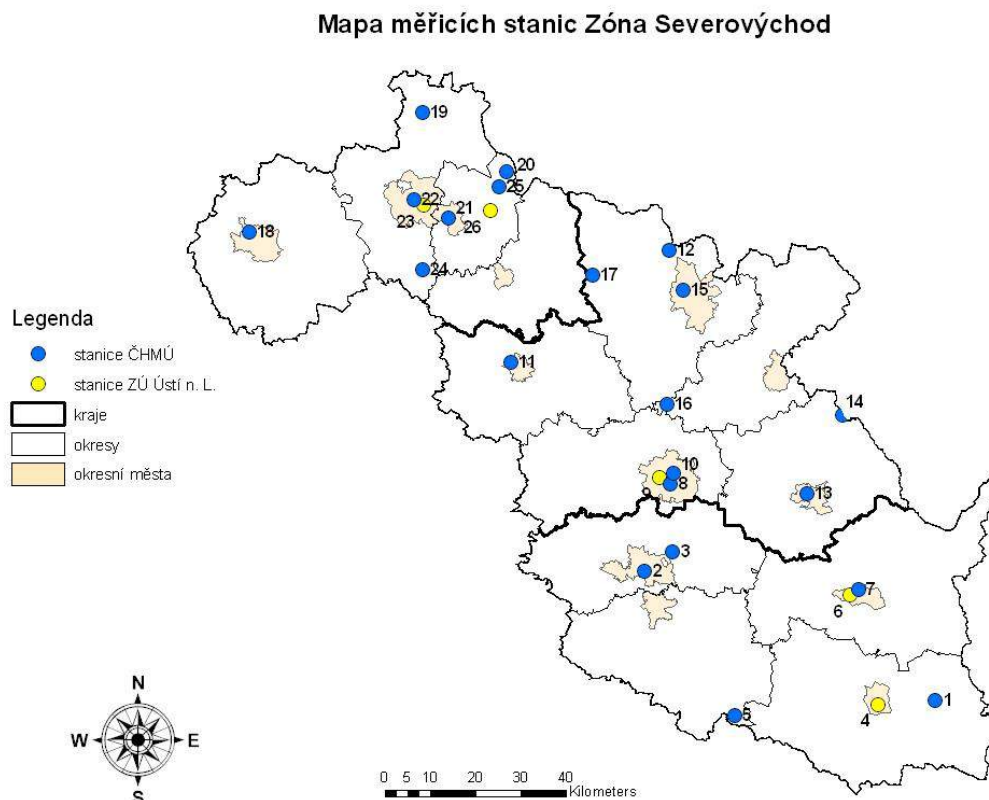 Mapa měřicích stanic Zóna Severovýchod
19
20
25
22
21
23
26
18
12
17
15
24
Legenda
stanice ČHMÚ
stanice ZÚ Ústí n. L.
kraje
okresy
okresní města
11
16
14
10
9
8
13
3
2
7
6
1
4
5
N
W
E
S
0 5 10 20 30 40
Kilometers